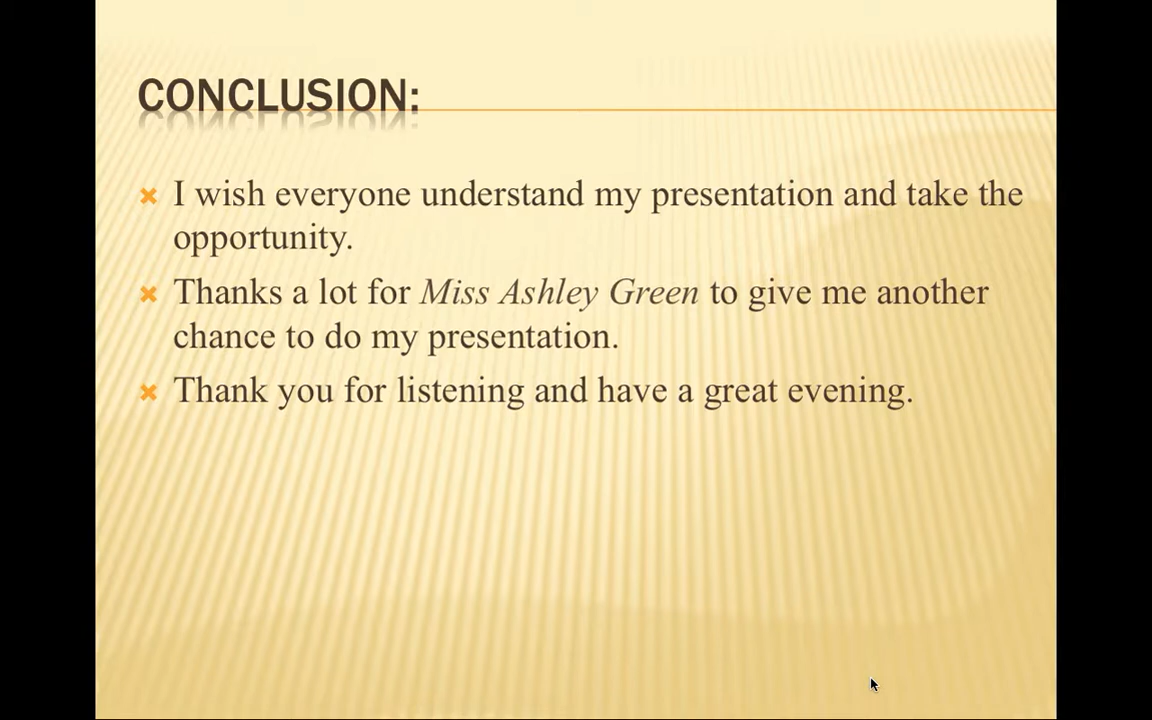 CONCLUSION:
I wish everyone understand my presentation and take the
opportunity.
Thanks a lot for Miss Ashley Green to give me another
chance to do my presentation.
Thank you for listening and have a great evening.